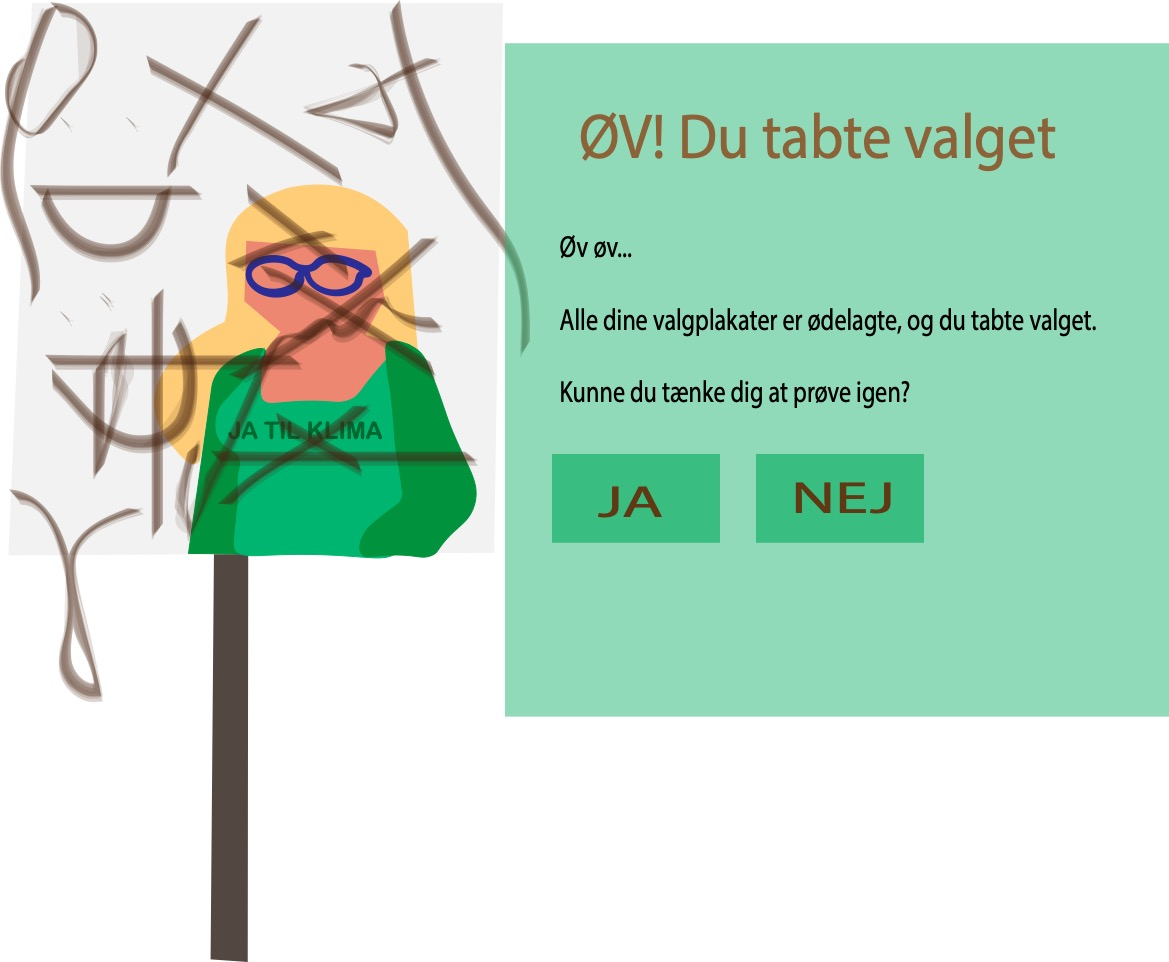 JA TIL KLIMA
ØV! Du tabte valget
Øv øv...
Alle dine valgplakater er ødelagte, og du tabte valget.
Kunne du tænke dig at prøve igen?
JA
NEJ